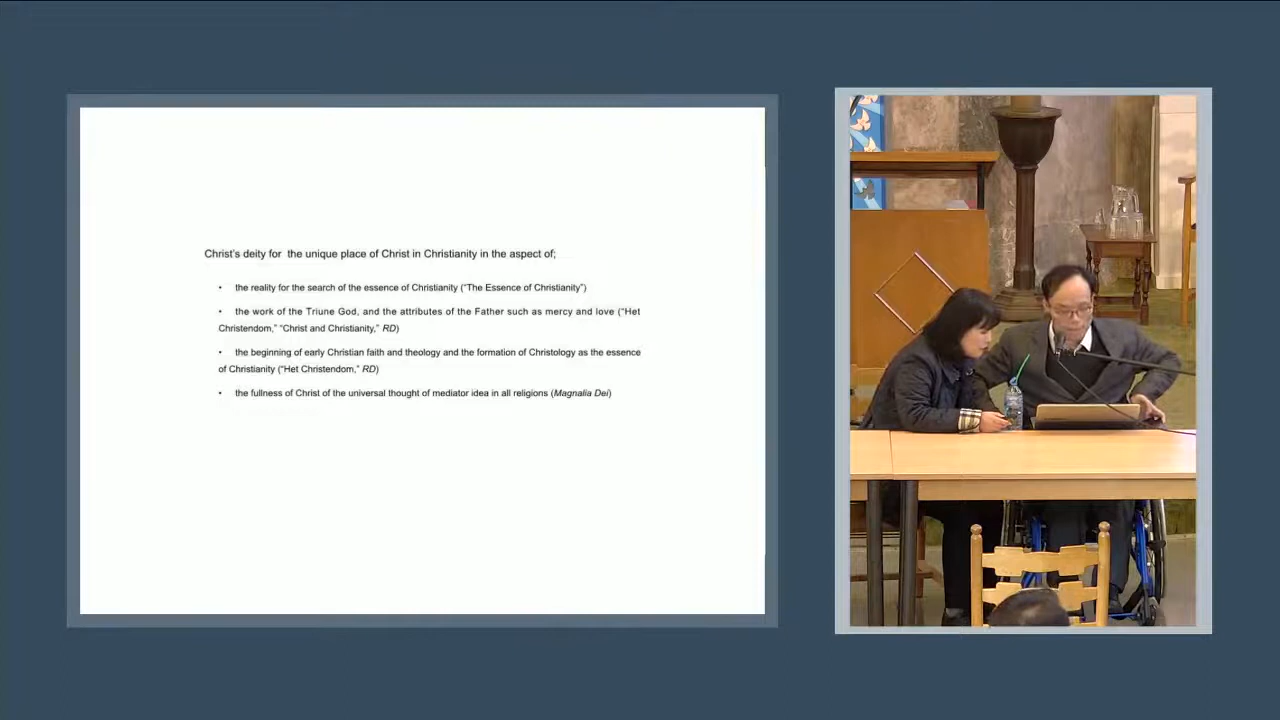 Christ's deity for the unique place of Christ in Christianity in the aspect of;
• the reality for the search of the essence of Christianity (“The Essence of Christianity”)
• the work of the Triune God, and the attributes of the Father such as mercy and love (“Het
Christendom,” “Christ and Christianity,” RD)
• the beginning of early Christian faith and theology and the formation of Christology as the essence
of Christianity (“Het Christendom,” RD)
• the fullness of Christ of the universal thought of mediator idea in all religions (Magnalia Dei)